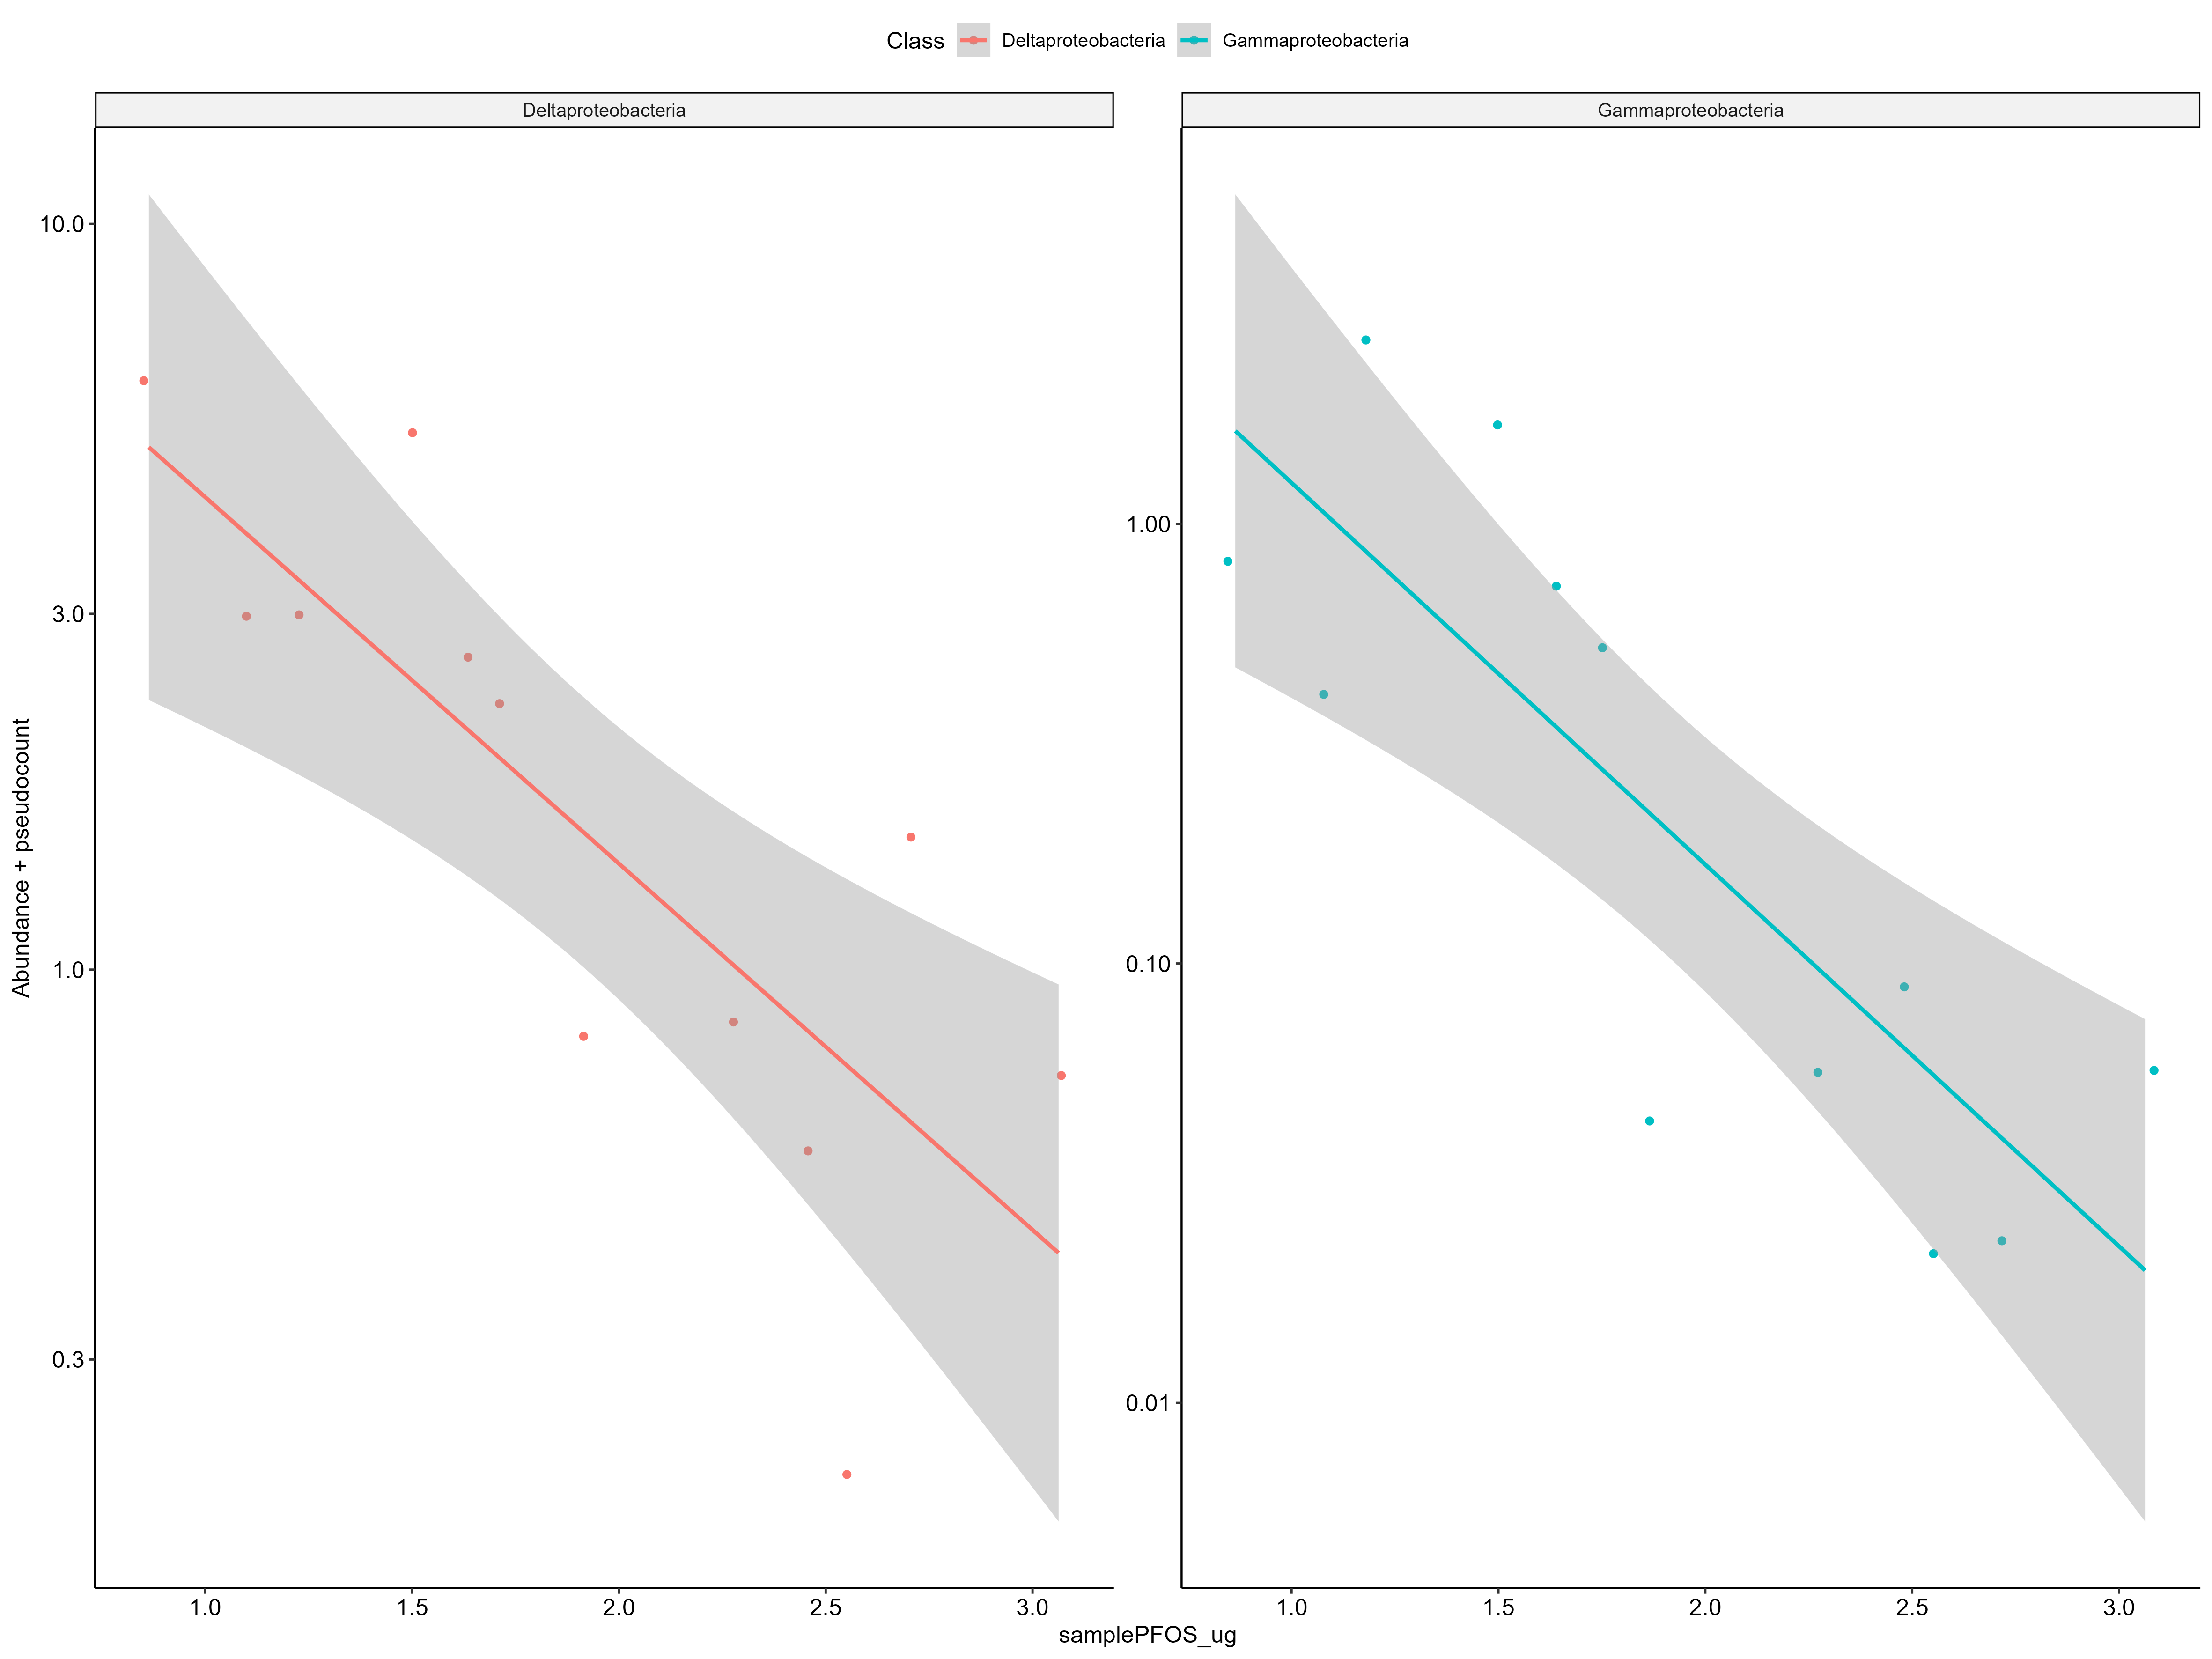 Class Deltaproteobacteria Gammaproteobacteria
Deltaproteobacteria
Gammaproteobacteria
Abundance + pseudocount
10.0
3.0
1.0
0.3
1.00
0.10
0.01
1.0 1.5 2.0 2.5 3.0
1.0 1.5 2.0 2.5 3.0
samplePFOS_ug